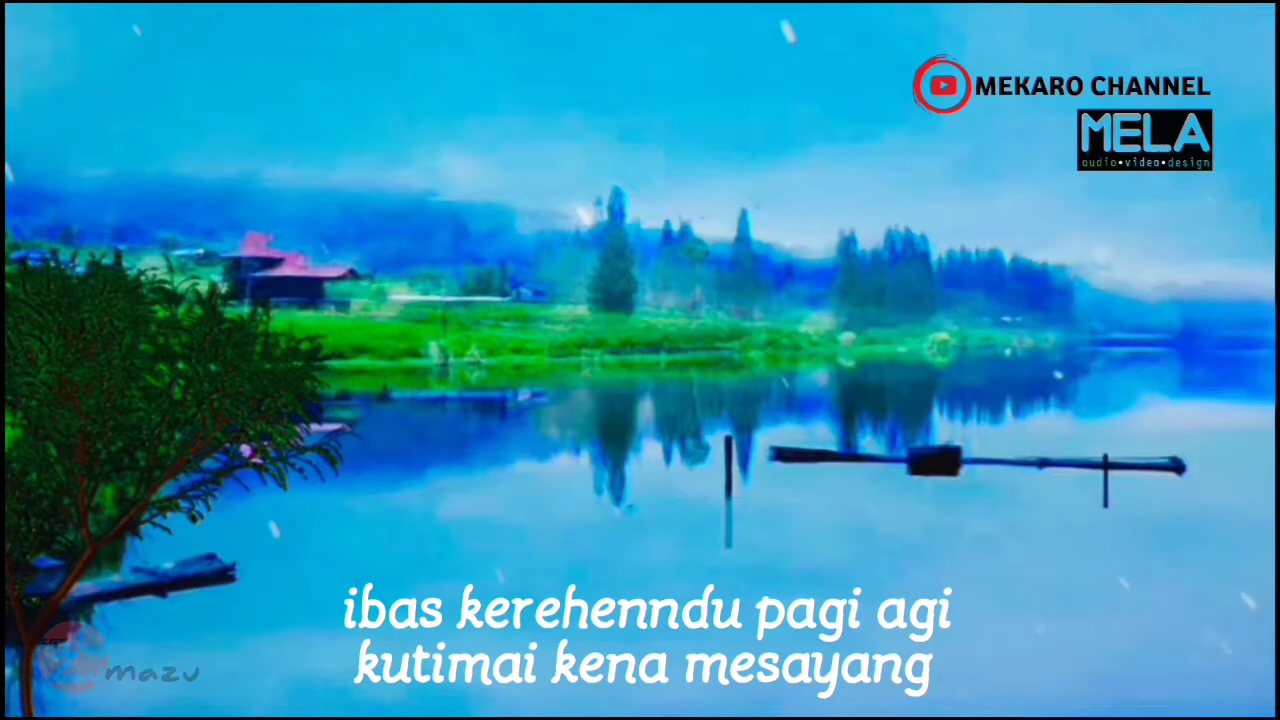 MEKARO CHANNEL
MELA
audio•video•design
ibas kerehenndu pagi agi
kutimai kena mesayang
mazu